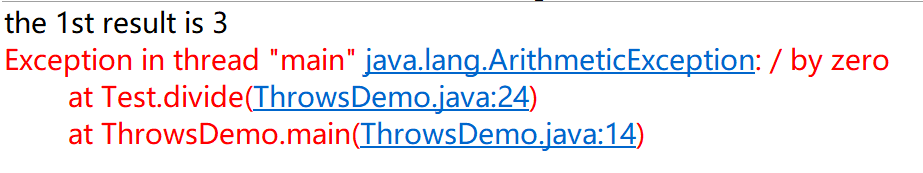 the 1st result is 3
Exception in thread "main" java.lang.ArithmeticException: / by zero
at Test.divide(ThrowsDemo.java:24)
at ThrowsDemo.main(ThrowsDemo.java:14)